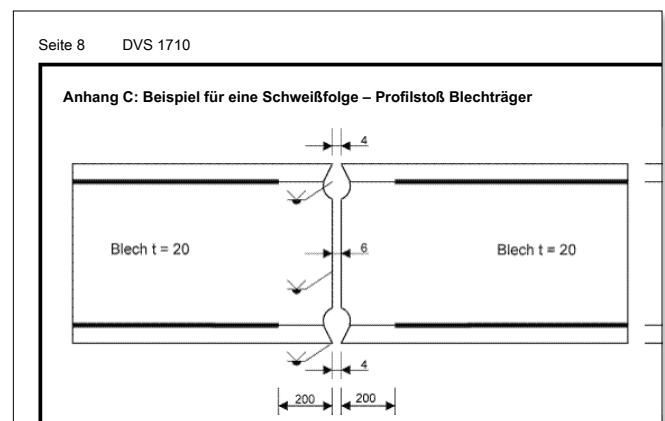 Seite 8 DVS 1710
Anhang C: Beispiel für eine Schweißfolge – Profilstoß Blechträger
4
Blech t = 20
6
Blech t = 20
4
200
200